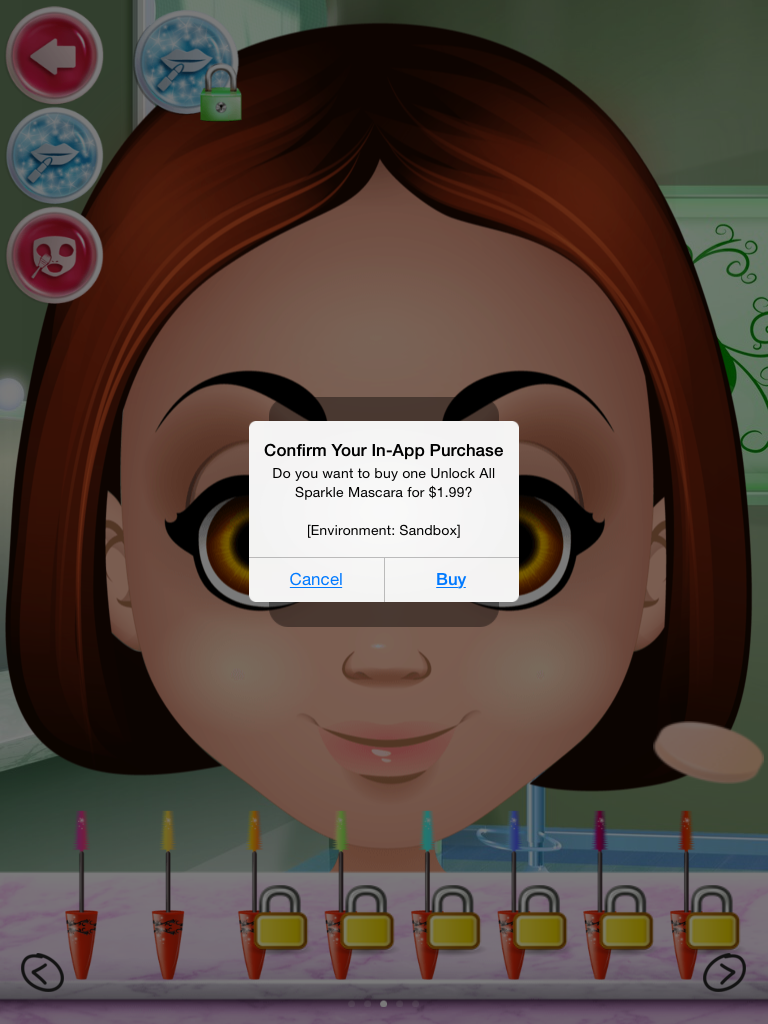 Confirm Your In-App Purchase
Do you want to buy one Unlock All
Sparkle Mascara for $1.99?
[Environment: Sandbox]
Cancel
Buy